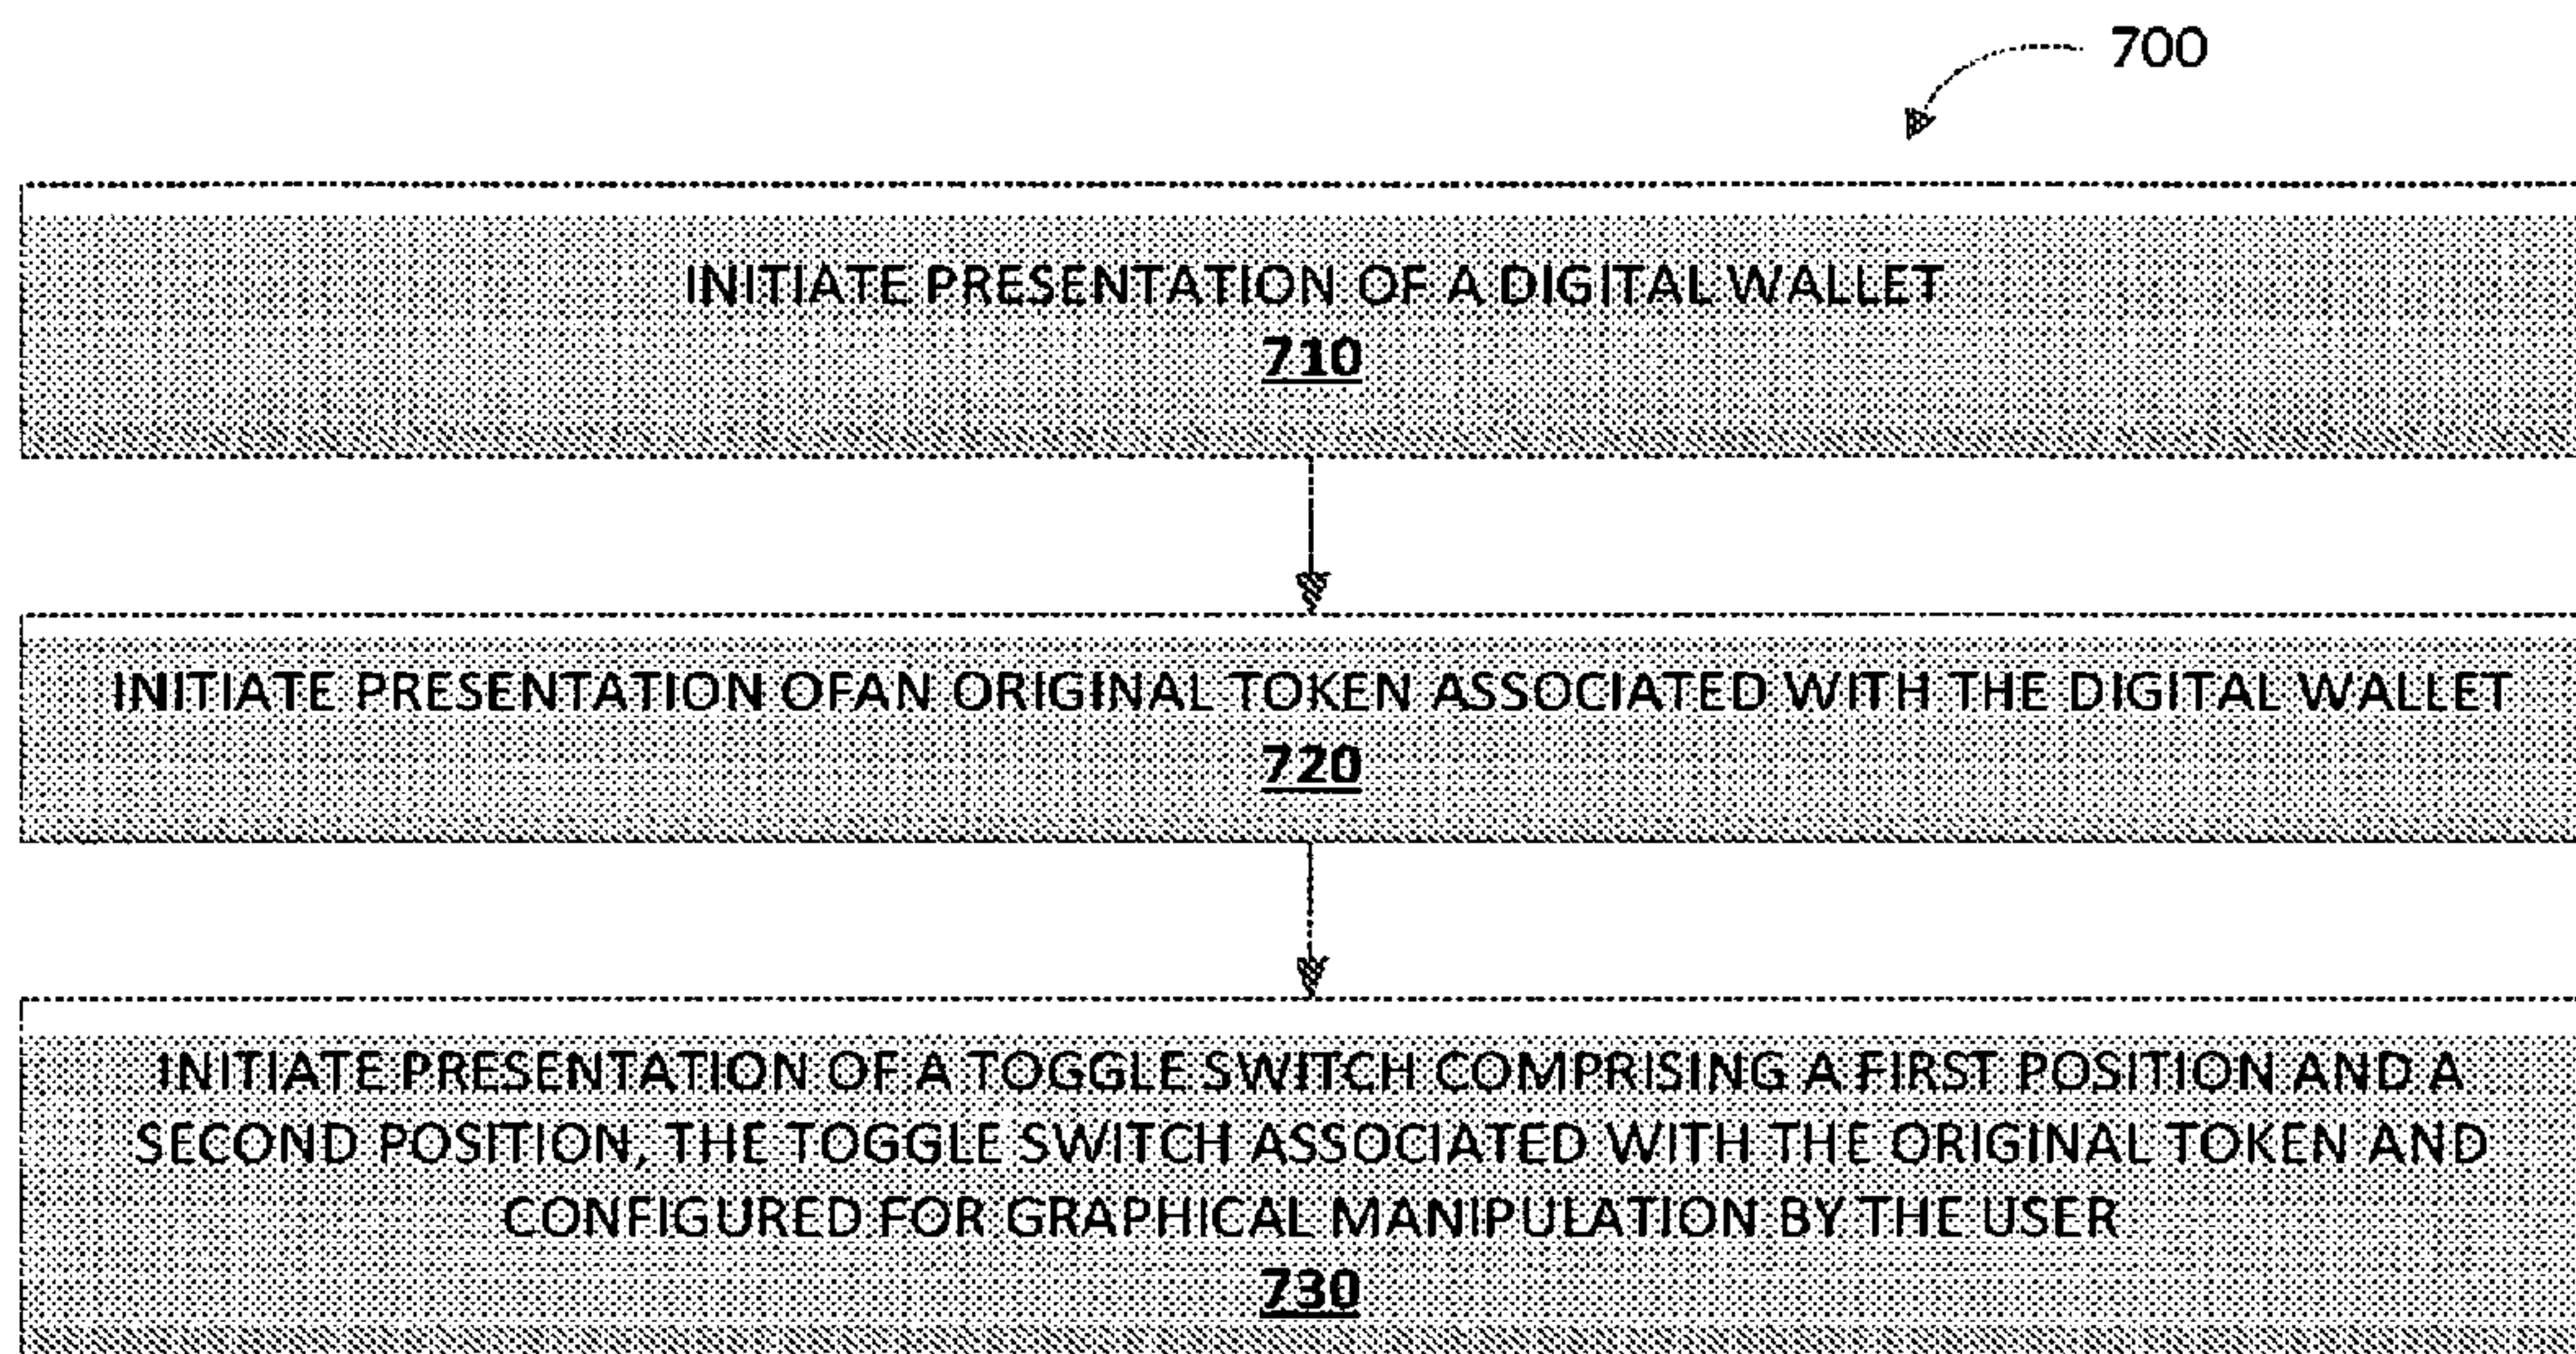 700
INITIATE PRESENTATION OF A DIGITAL WALLET
710
INITIATE PRESENTATION OFAN ORIGINAL TOKEN ASSOCIATED WITH THE DIGITAL WALLET
720
INITIATE PRESENTATION OF A TOGGLE SWITCH COMPRISING A FIRST POSITION AND A
SECOND POSITION, THE TOGGLE SWITCH ASSOCIATED WITH THE ORIGINAL TOKEN AND
CONFIGURED FOR GRAPHICAL MANIPULATION BY THE USER
730